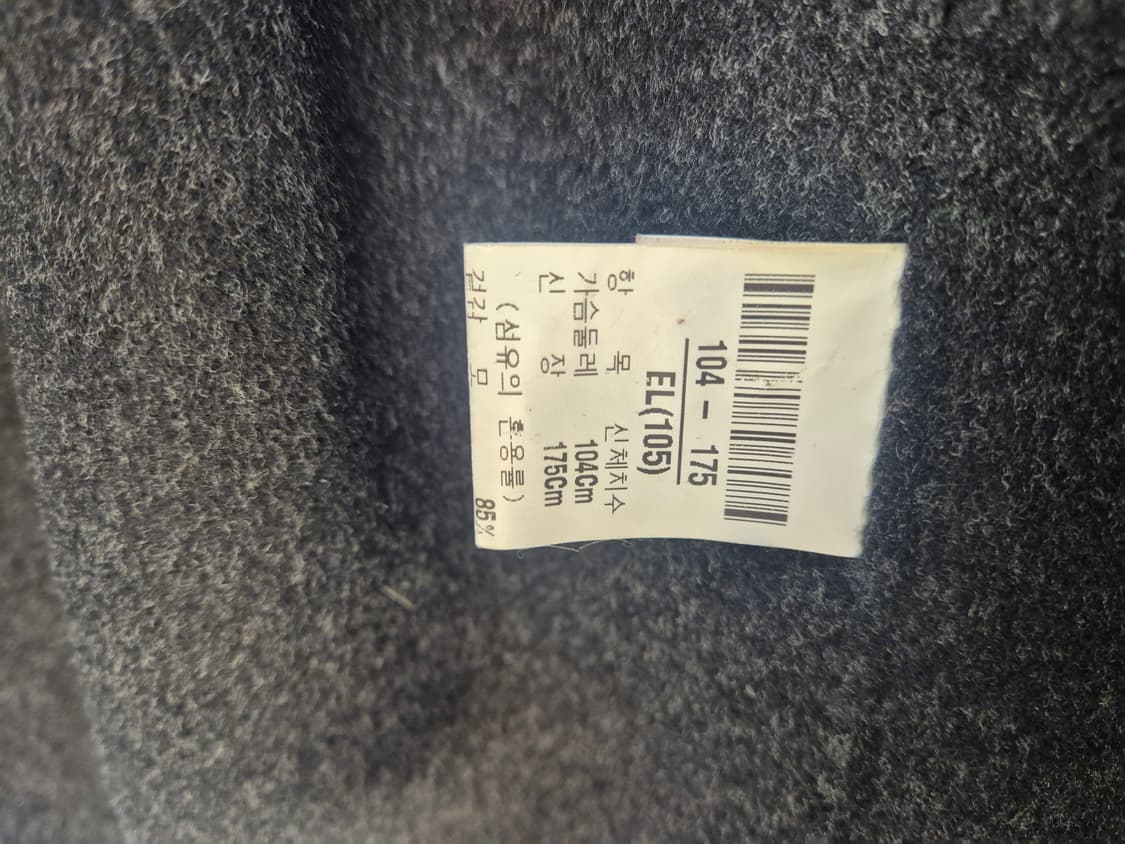 104 - 175
EL(105)
항 목 신체치수
가슴둘레 104Cm
신 장 175Cm
(섬유의 혼용률)
겉감 모 85%